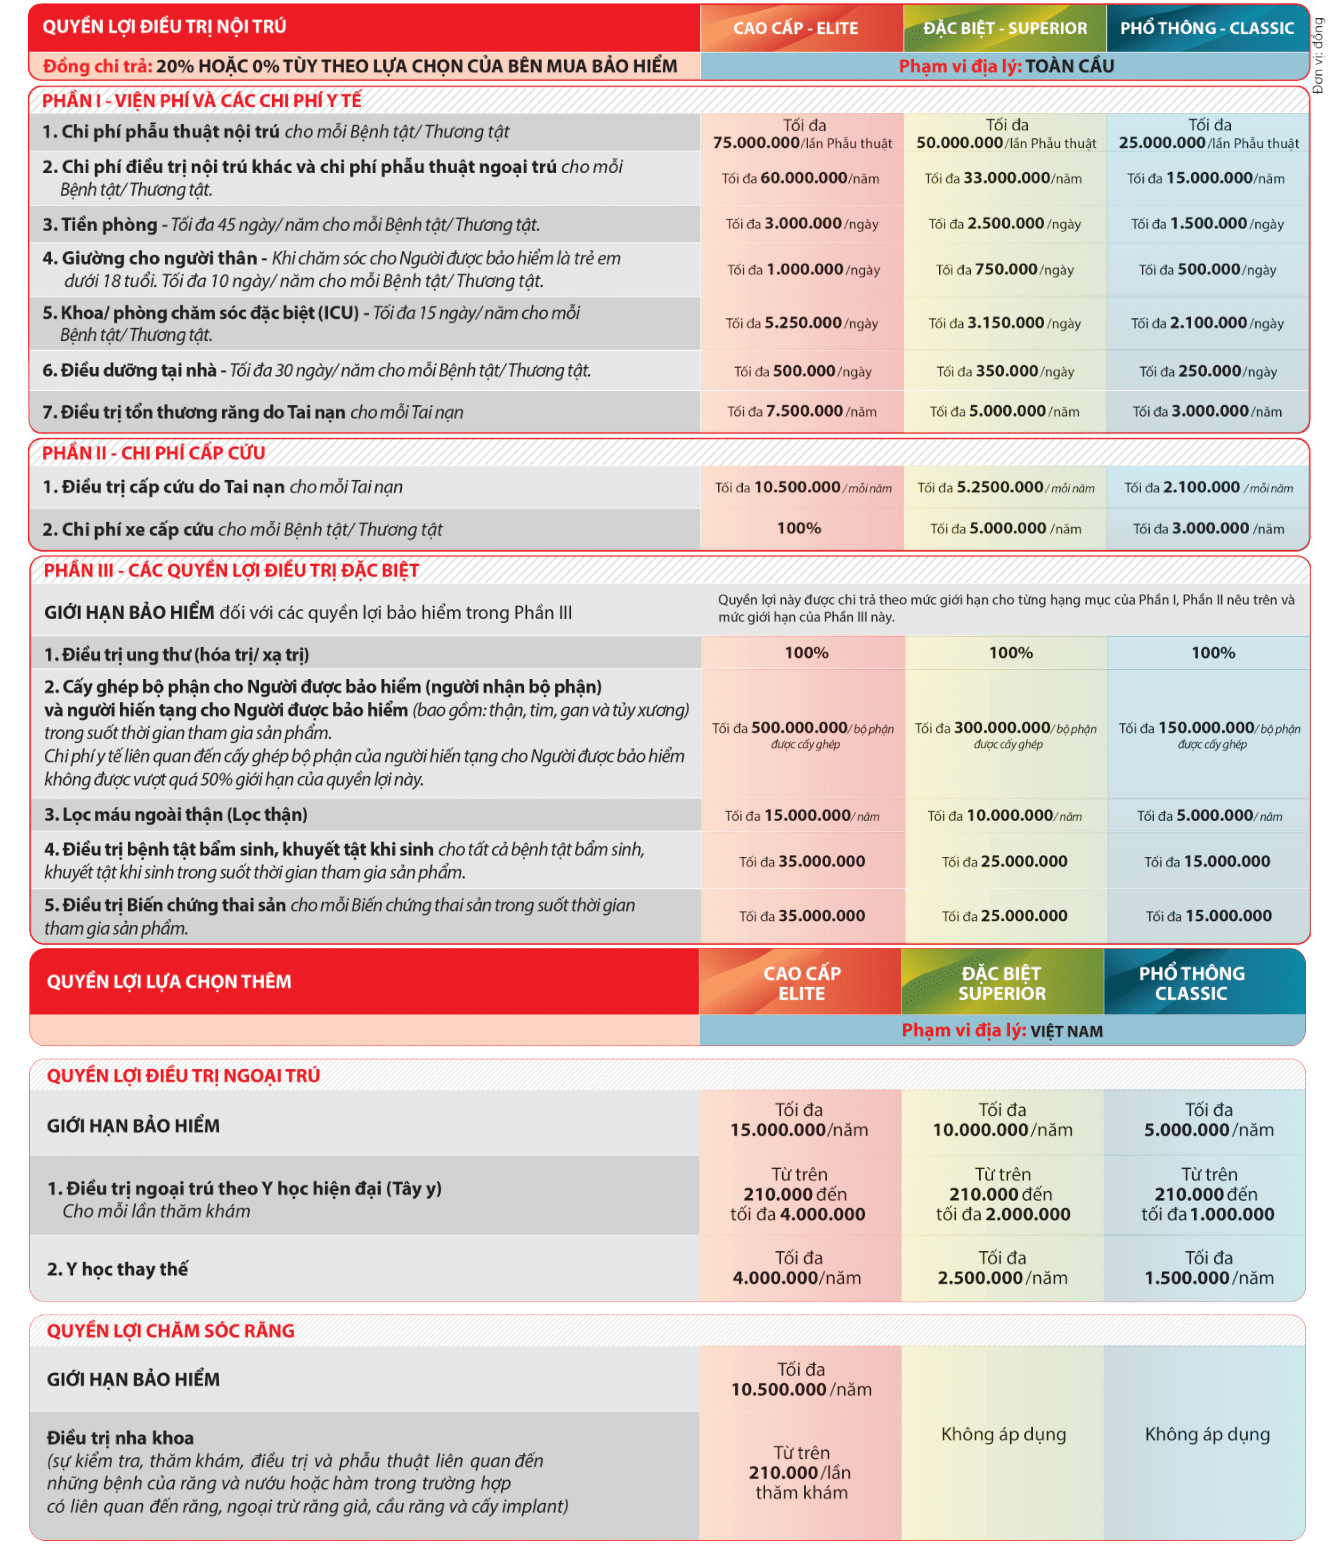 QUYỀN LỢI ĐIỀU TRỊ NỘI TRÚ
CAO CẤP - ELITE
ĐẶC BIỆT - SUPERIOR
PHỔ THÔNG - CLASSIC
Đơn vị: đồng
Đồng chi trả: 20% HOẶC 0% TÙY THEO LỰA CHỌN CỦA BÊN MUA BẢO HIỂM
Phạm vi địa lý: TOÀN CẦU
PHẦN I - VIỆN PHÍ VÀ CÁC CHI PHÍ Y TẾ
1. Chi phí phẫu thuật nội trú cho mỗi Bệnh tật/ Thương tật
Tối đa
75.000.000/lần Phẫu thuật
Tối đa
50.000.000/lần Phẫu thuật
Tối đa
25.000.000/lần Phẫu thuật
2. Chi phí điều trị nội trú khác và chi phí phẫu thuật ngoại trú cho mỗi
Bệnh tật/ Thương tật.
Tối đa 60.000.000/năm
Tối đa 33.000.000/năm
Tối đa 15.000.000/năm
3. Tiền phòng - Tối đa 45 ngày/ năm cho mỗi Bệnh tật/ Thương tật.
Tối đa 3.000.000/ngày
Tối đa 2.500.000/ngày
Tối đa 1.500.000/ngày
4. Giường cho người thân - Khi chăm sóc cho Người được bảo hiểm là trẻ em
dưới 18 tuổi. Tối đa 10 ngày/ năm cho mỗi Bệnh tật/ Thương tật.
Tối đa 1.000.000/ngày
Tối đa 750.000/ngày
Tối đa 500.000/ngày
5. Khoa/ phòng chăm sóc đặc biệt (ICU) - Tối đa 15 ngày/ năm cho mỗi
Bệnh tật/ Thương tật.
Tối đa 5.250.000/ngày
Tối đa 3.150.000/ngày
Tối đa 2.100.000/ngày
6. Điều dưỡng tại nhà - Tối đa 30 ngày/ năm cho mỗi Bệnh tật/ Thương tật.
Tối đa 500.000/ngày
Tối đa 350.000/ngày
Tối đa 250.000/ngày
7. Điều trị tổn thương răng do Tai nạn cho mỗi Tai nạn
Tối đa 7.500.000/năm
Tối đa 5.000.000/năm
Tối đa 3.000.000/năm
PHẦN II - CHI PHÍ CẤP CỨU
1. Điều trị cấp cứu do Tai nạn cho mỗi Tai nạn
Tối đa 10.500.000/mỗi năm
Tối đa 5.2500.000/mỗi năm
Tối đa 2.100.000 /mỗi năm
2. Chi phí xe cấp cứu cho mỗi Bệnh tật/ Thương tật
100%
Tối đa 5.000.000 /năm
Tối đa 3.000.000 /năm
PHẦN III - CÁC QUYỀN LỢI ĐIỀU TRỊ ĐẶC BIỆT
GIỚI HẠN BẢO HIỂM đối với các quyền lợi bảo hiểm trong Phần III
Quyền lợi này được chi trả theo mức giới hạn cho từng hạng mục của Phần I, Phần II nêu trên và
mức giới hạn của Phần III này.
1. Điều trị ung thư (hóa trị/ xạ trị)
100%
100%
100%
2. Cấy ghép bộ phận cho Người được bảo hiểm (người nhận bộ phận)
và người hiến tạng cho Người được bảo hiểm (bao gồm: thận, tim, gan và tủy xương)
trong suốt thời gian tham gia sản phẩm.
Chi phí y tế liên quan đến cấy ghép bộ phận của người hiến tạng cho Người được bảo hiểm
không được vượt quá 50% giới hạn của quyền lợi này.
Tối đa 500.000.000/bộ phận
được cấy ghép
Tối đa 300.000.000/bộ phận
được cấy ghép
Tối đa 150.000.000/bộ phận
được cấy ghép
3. Lọc máu ngoài thận (Lọc thận)
Tối đa 15.000.000/năm
Tối đa 10.000.000/năm
Tối đa 5.000.000/năm
4. Điều trị bệnh tật bẩm sinh, khuyết tật khi sinh cho tất cả bệnh tật bẩm sinh,
khuyết tật khi sinh trong suốt thời gian tham gia sản phẩm.
Tối đa 35.000.000
Tối đa 25.000.000
Tối đa 15.000.000
5. Điều trị Biến chứng thai sản cho mỗi Biến chứng thai sản trong suốt thời gian
tham gia sản phẩm.
Tối đa 35.000.000
Tối đa 25.000.000
Tối đa 15.000.000
QUYỀN LỢI LỰA CHỌN THÊM
CAO CẤP
ELITE
ĐẶC BIỆT
SUPERIOR
PHỔ THÔNG
CLASSIC
Phạm vi địa lý: VIỆT NAM
QUYỀN LỢI ĐIỀU TRỊ NGOẠI TRÚ
GIỚI HẠN BẢO HIỂM
Tối đa
15.000.000/năm
Tối đa
10.000.000/năm
Tối đa
5.000.000/năm
1. Điều trị ngoại trú theo Y học hiện đại (Tây y)
Cho mỗi lần thăm khám
Từ trên
210.000 đến
tối đa 4.000.000
Từ trên
210.000 đến
tối đa 2.000.000
Từ trên
210.000 đến
tối đa 1.000.000
2. Y học thay thế
Tối đa
4.000.000/năm
Tối đa
2.500.000/năm
Tối đa
1.500.000/năm
QUYỀN LỢI CHĂM SÓC RĂNG
GIỚI HẠN BẢO HIỂM
Tối đa
10.500.000/năm
Điều trị nha khoa
(sự kiểm tra, thăm khám, điều trị và phẫu thuật liên quan đến
những bệnh của răng và nướu hoặc hàm trong trường hợp
có liên quan đến răng, ngoại trừ răng giả, cầu răng và cấy implant)
Từ trên
210.000/lần
thăm khám
Không áp dụng
Không áp dụng